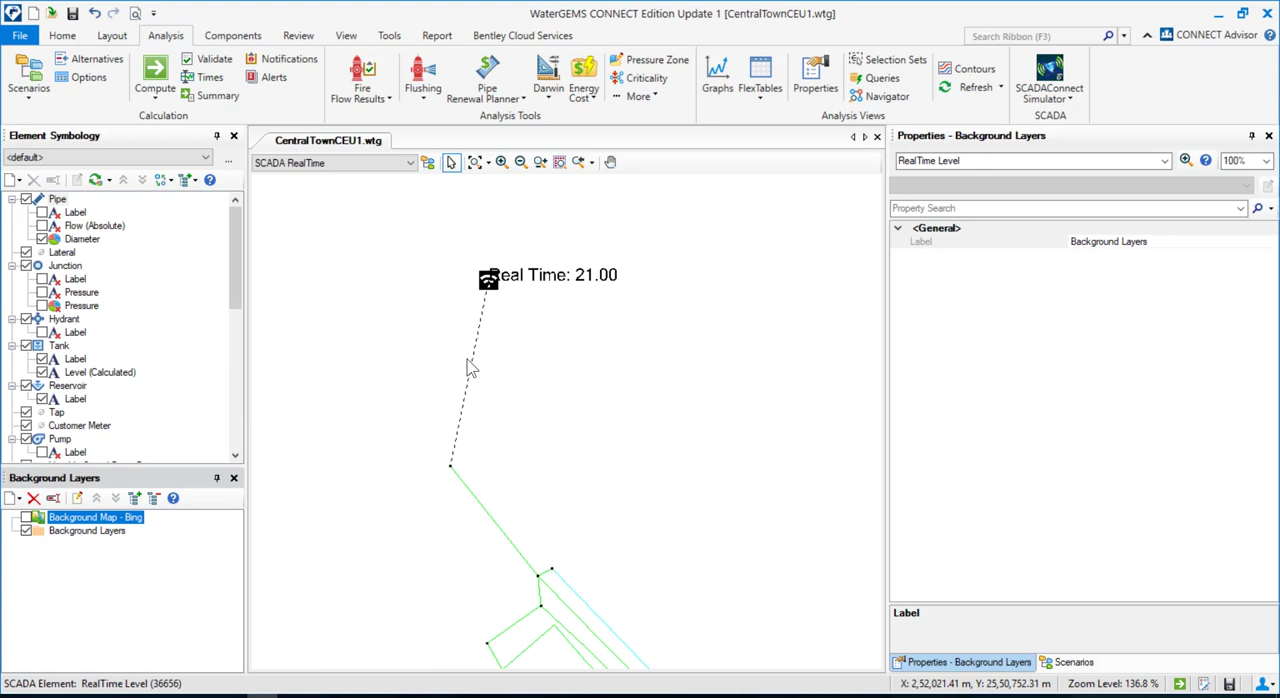 WaterGEMS CONNECT Edition Update 1 [CentralTownCEU1.wtg]
File Home Layout Analysis Components Review View Tools Report Bentley Cloud Services Search Ribbon (F3) CONNECT Advisor
Scenarios
Alternatives
Options
Compute
Validate
Times
Summary
Notifications
Alerts
Calculation
Fire
Flow Results
Flushing
Pipe
Renewal Planner
Darwin
Energy
Cost
Pressure Zone
Criticality
More
Analysis Tools
Graphs
FlexTables
Properties
Selection Sets
Queries
Navigator
Contours
Refresh
Analysis Views
SCADAConnect
Simulator
SCADA
Element Symbology
<default>
...
Pipe
Label
Flow (Absolute)
Diameter
Lateral
Junction
Label
Pressure
Pressure
Hydrant
Label
Tank
Label
Level (Calculated)
Reservoir
Label
Tap
Customer Meter
Pump
Label
Background Layers
Background Map - Bing
Background Layers
CentralTownCEU1.wtg
SCADA RealTime
Real Time: 21.00
Properties - Background Layers
RealTime Level
100%
Property Search
<General>
Label Background Layers
Label
Properties - Background Layers Scenarios
SCADA Element: RealTime Level (36656)
X: 2,52,021.41 m, Y: 25,50,752.31 m Zoom Level: 136.8 %